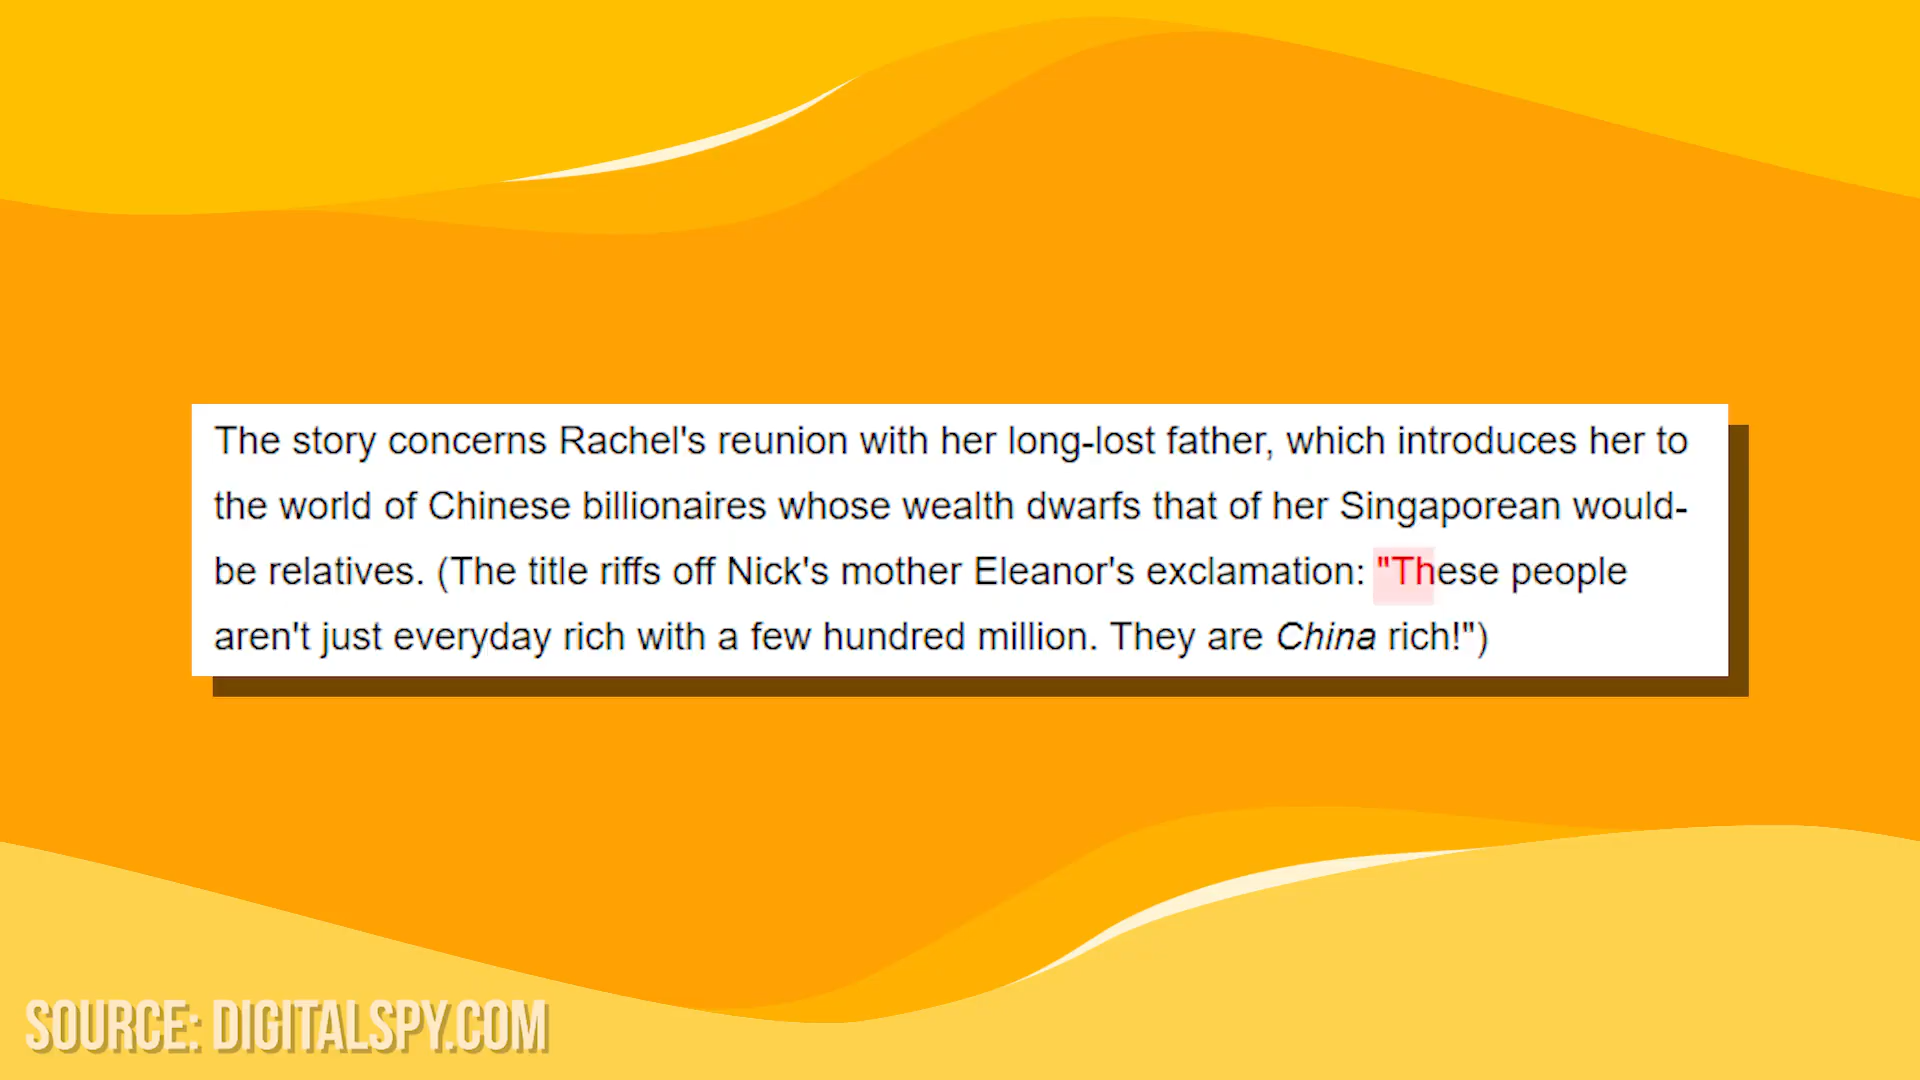 The story concerns Rachel's reunion with her long-lost father, which introduces her to
the world of Chinese billionaires whose wealth dwarfs that of her Singaporean would-
be relatives. (The title riffs off Nick's mother Eleanor's exclamation: "These people
aren't just everyday rich with a few hundred million. They are China rich!")
SOURCE: DIGITALSPY.COM